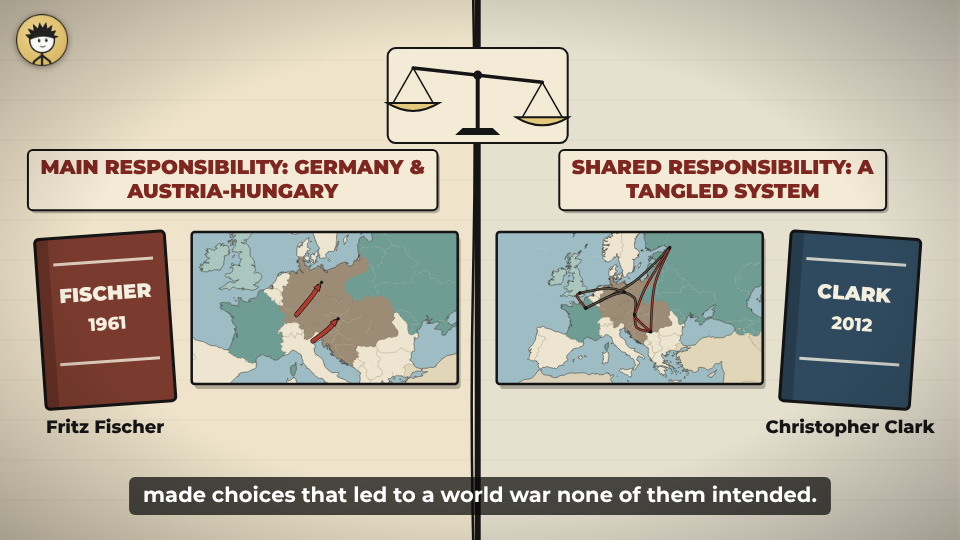 MAIN RESPONSIBILITY: GERMANY &
AUSTRIA-HUNGARY
FISCHER
1961
Fritz Fischer
SHARED RESPONSIBILITY: A
TANGLED SYSTEM
CLARK
2012
Christopher Clark
made choices that led to a world war none of them intended.